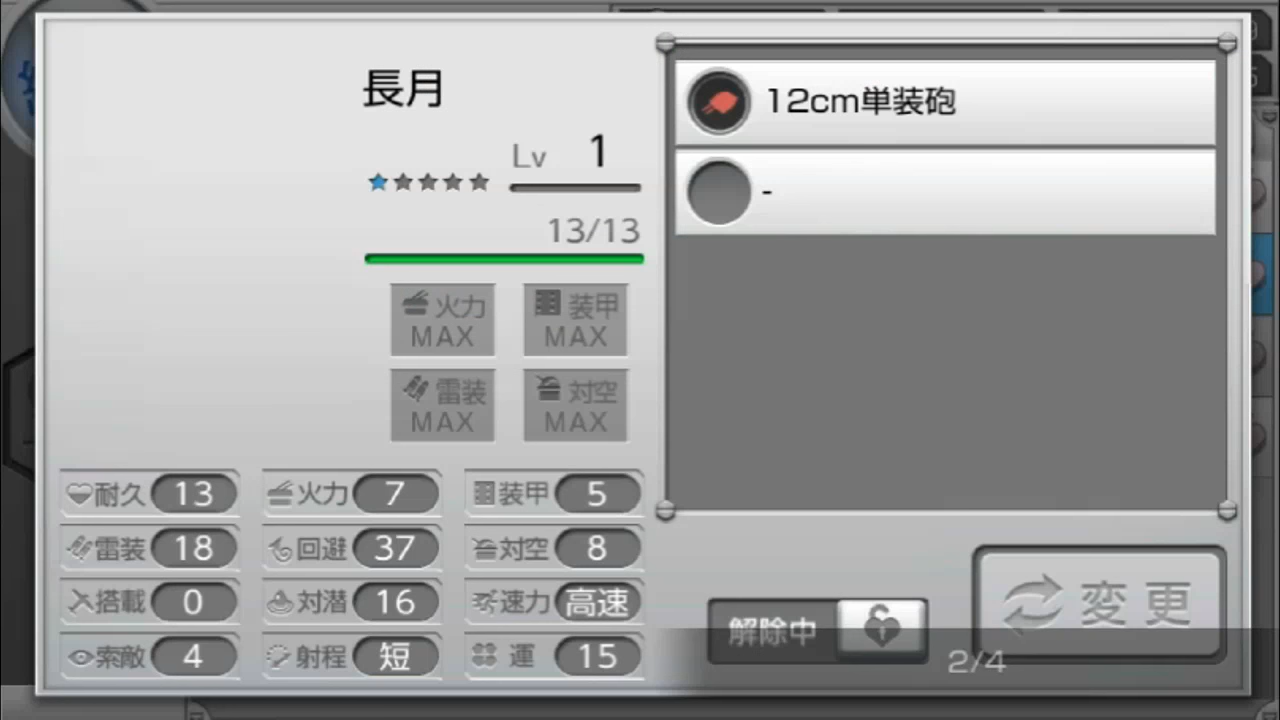 長月
Lv 1
13/13
火力 MAX
装甲 MAX
雷装 MAX
対空 MAX
耐久 13 火力 7 装甲 5
雷装 18 回避 37 対空 8
搭載 0 対潜 16 速力 高速
索敵 4 射程 短 運 15
12cm単装砲
-
解除中
変更
2/4